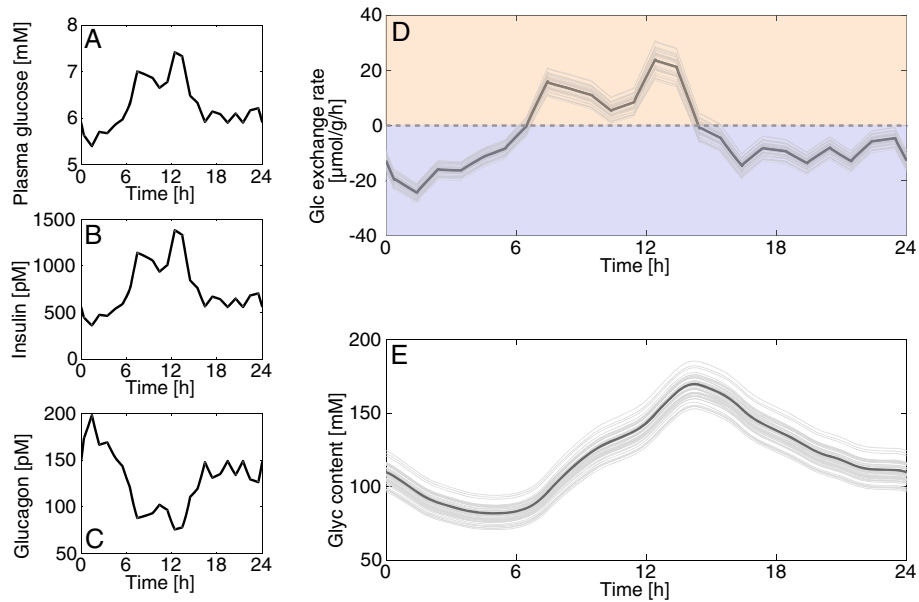 A
Plasma glucose [mM]
8
7
6
5
0 6 12 18 24
Time [h]
B
Insulin [pM]
1500
1000
500
0
0 6 12 18 24
Time [h]
C
Glucagon [pM]
200
150
100
50
0 6 12 18 24
Time [h]
D
Glc exchange rate
[µmol/g/h]
40
20
0
-20
-40
0 6 12 18 24
Time [h]
E
Glyc content [mM]
200
150
100
50
0 6 12 18 24
Time [h]